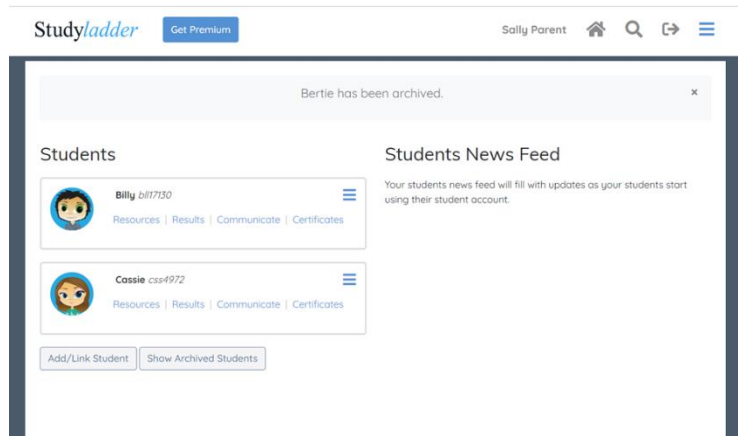 Studyladder
Get Premium
Sally Parent
Bertie has been archived.
×
Students
Billy bll17130
Resources | Results | Communicate | Certificates
Cassie css4972
Resources | Results | Communicate | Certificates
Add/Link Student
Show Archived Students
Students News Feed
Your students news feed will fill with updates as your students start
using their student account.